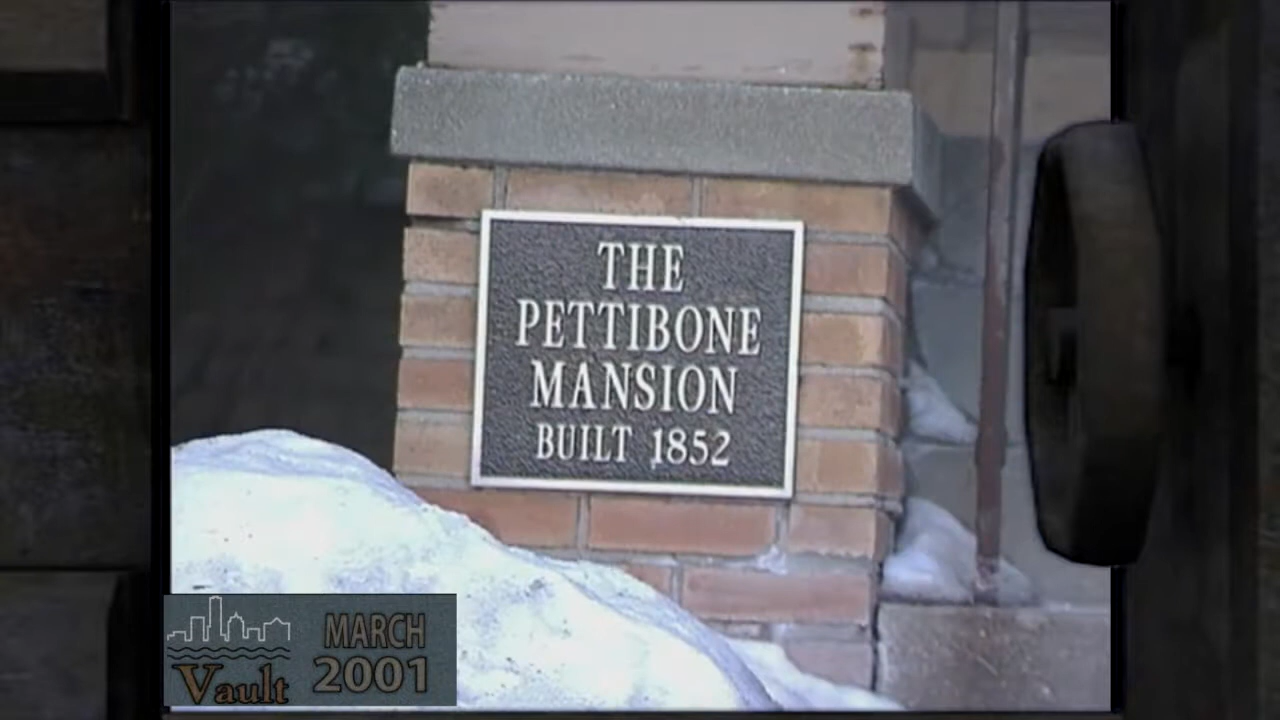 THE
PETTIBONE
MANSION
BUILT 1852
MARCH
2001
Vault